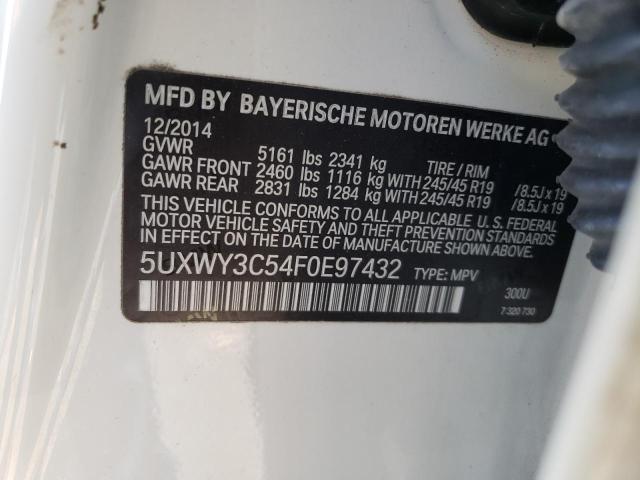 MFD BY BAYERISCHE MOTOREN WERKE AG
12/2014
GVWR 5161 lbs 2341 kg TIRE / RIM
GAWR FRONT 2460 lbs 1116 kg WITH 245/45 R19 /8.5J x 19
GAWR REAR 2831 lbs 1284 kg WITH 245/45 R19 /8.5J x 19
THIS VEHICLE CONFORMS TO ALL APPLICABLE U. S. FEDERAL
MOTOR VEHICLE SAFETY AND THEFT PREVENTION STANDARDS
IN EFFECT ON THE DATE OF MANUFACTURE SHOWN ABOVE.
5UXWY3C54F0E97432 TYPE: MPV
300U
7 320 730